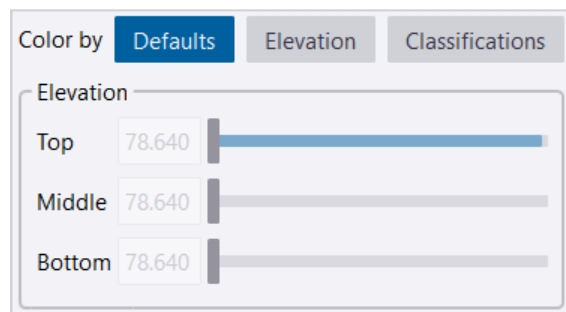 Color by Defaults Elevation Classifications
Elevation
Top 78.640
Middle 78.640
Bottom 78.640